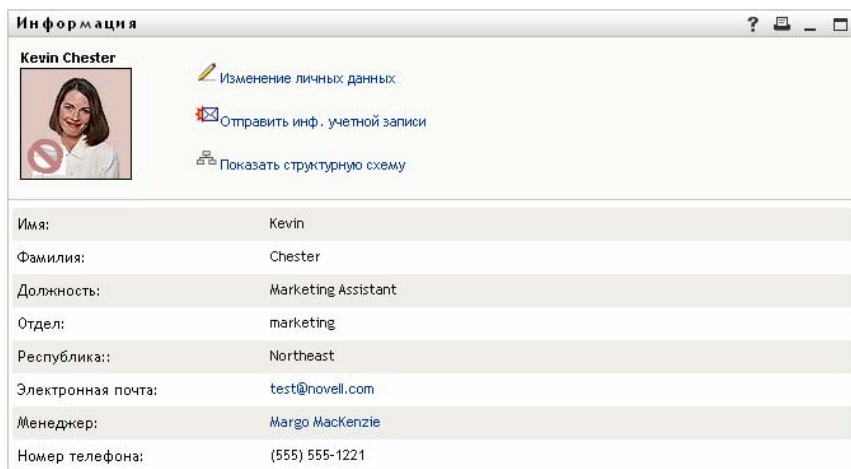 Информация
Kevin Chester
Изменение личных данных
Отправить инф. учетной записи
Показать структурную схему
Имя: Kevin
Фамилия: Chester
Должность: Marketing Assistant
Отдел: marketing
Республика:: Northeast
Электронная почта: test@novell.com
Менеджер: Margo MacKenzie
Номер телефона: (555) 555-1221